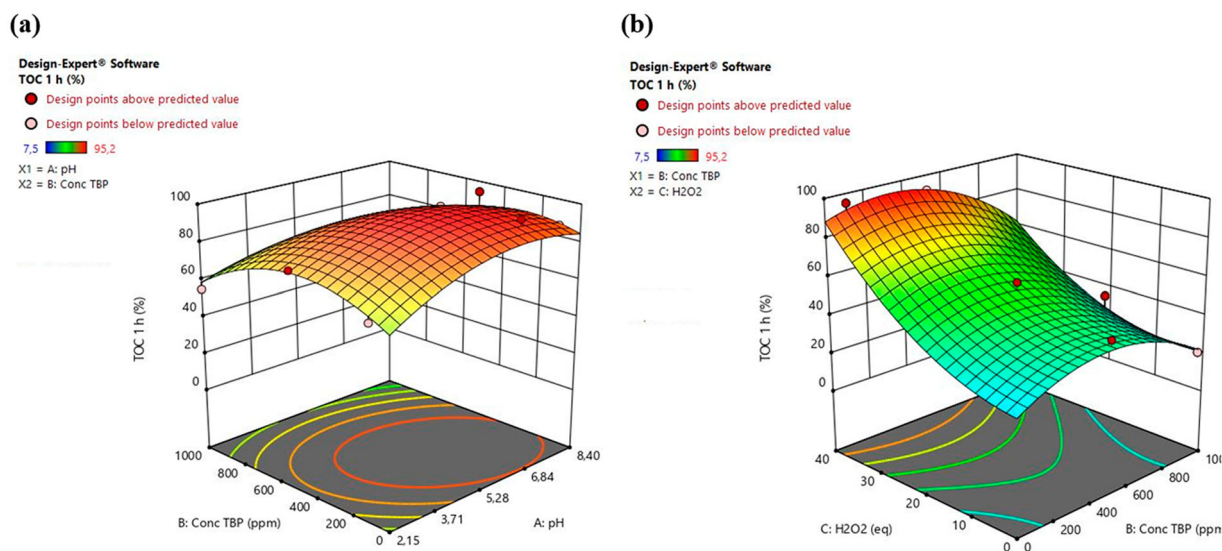 (a)
Design-Expert® Software
TOC 1 h (%)
Design points above predicted value
Design points below predicted value
7,5 95,2
X1 = A: pH
X2 = B: Conc TBP
100
80
60
40
20
0
TOC 1 h (%)
1000
800
600
400
200
0
B: Conc TBP (ppm)
2,15
3,71
5,28
6,84
8,40
A: pH
(b)
Design-Expert® Software
TOC 1 h (%)
Design points above predicted value
Design points below predicted value
7,5 95,2
X1 = B: Conc TBP
X2 = C: H2O2
100
80
60
40
20
0
TOC 1 h (%)
40
30
20
10
0
C: H2O2 (eq)
0
200
400
600
800
100
B: Conc TBP (ppm